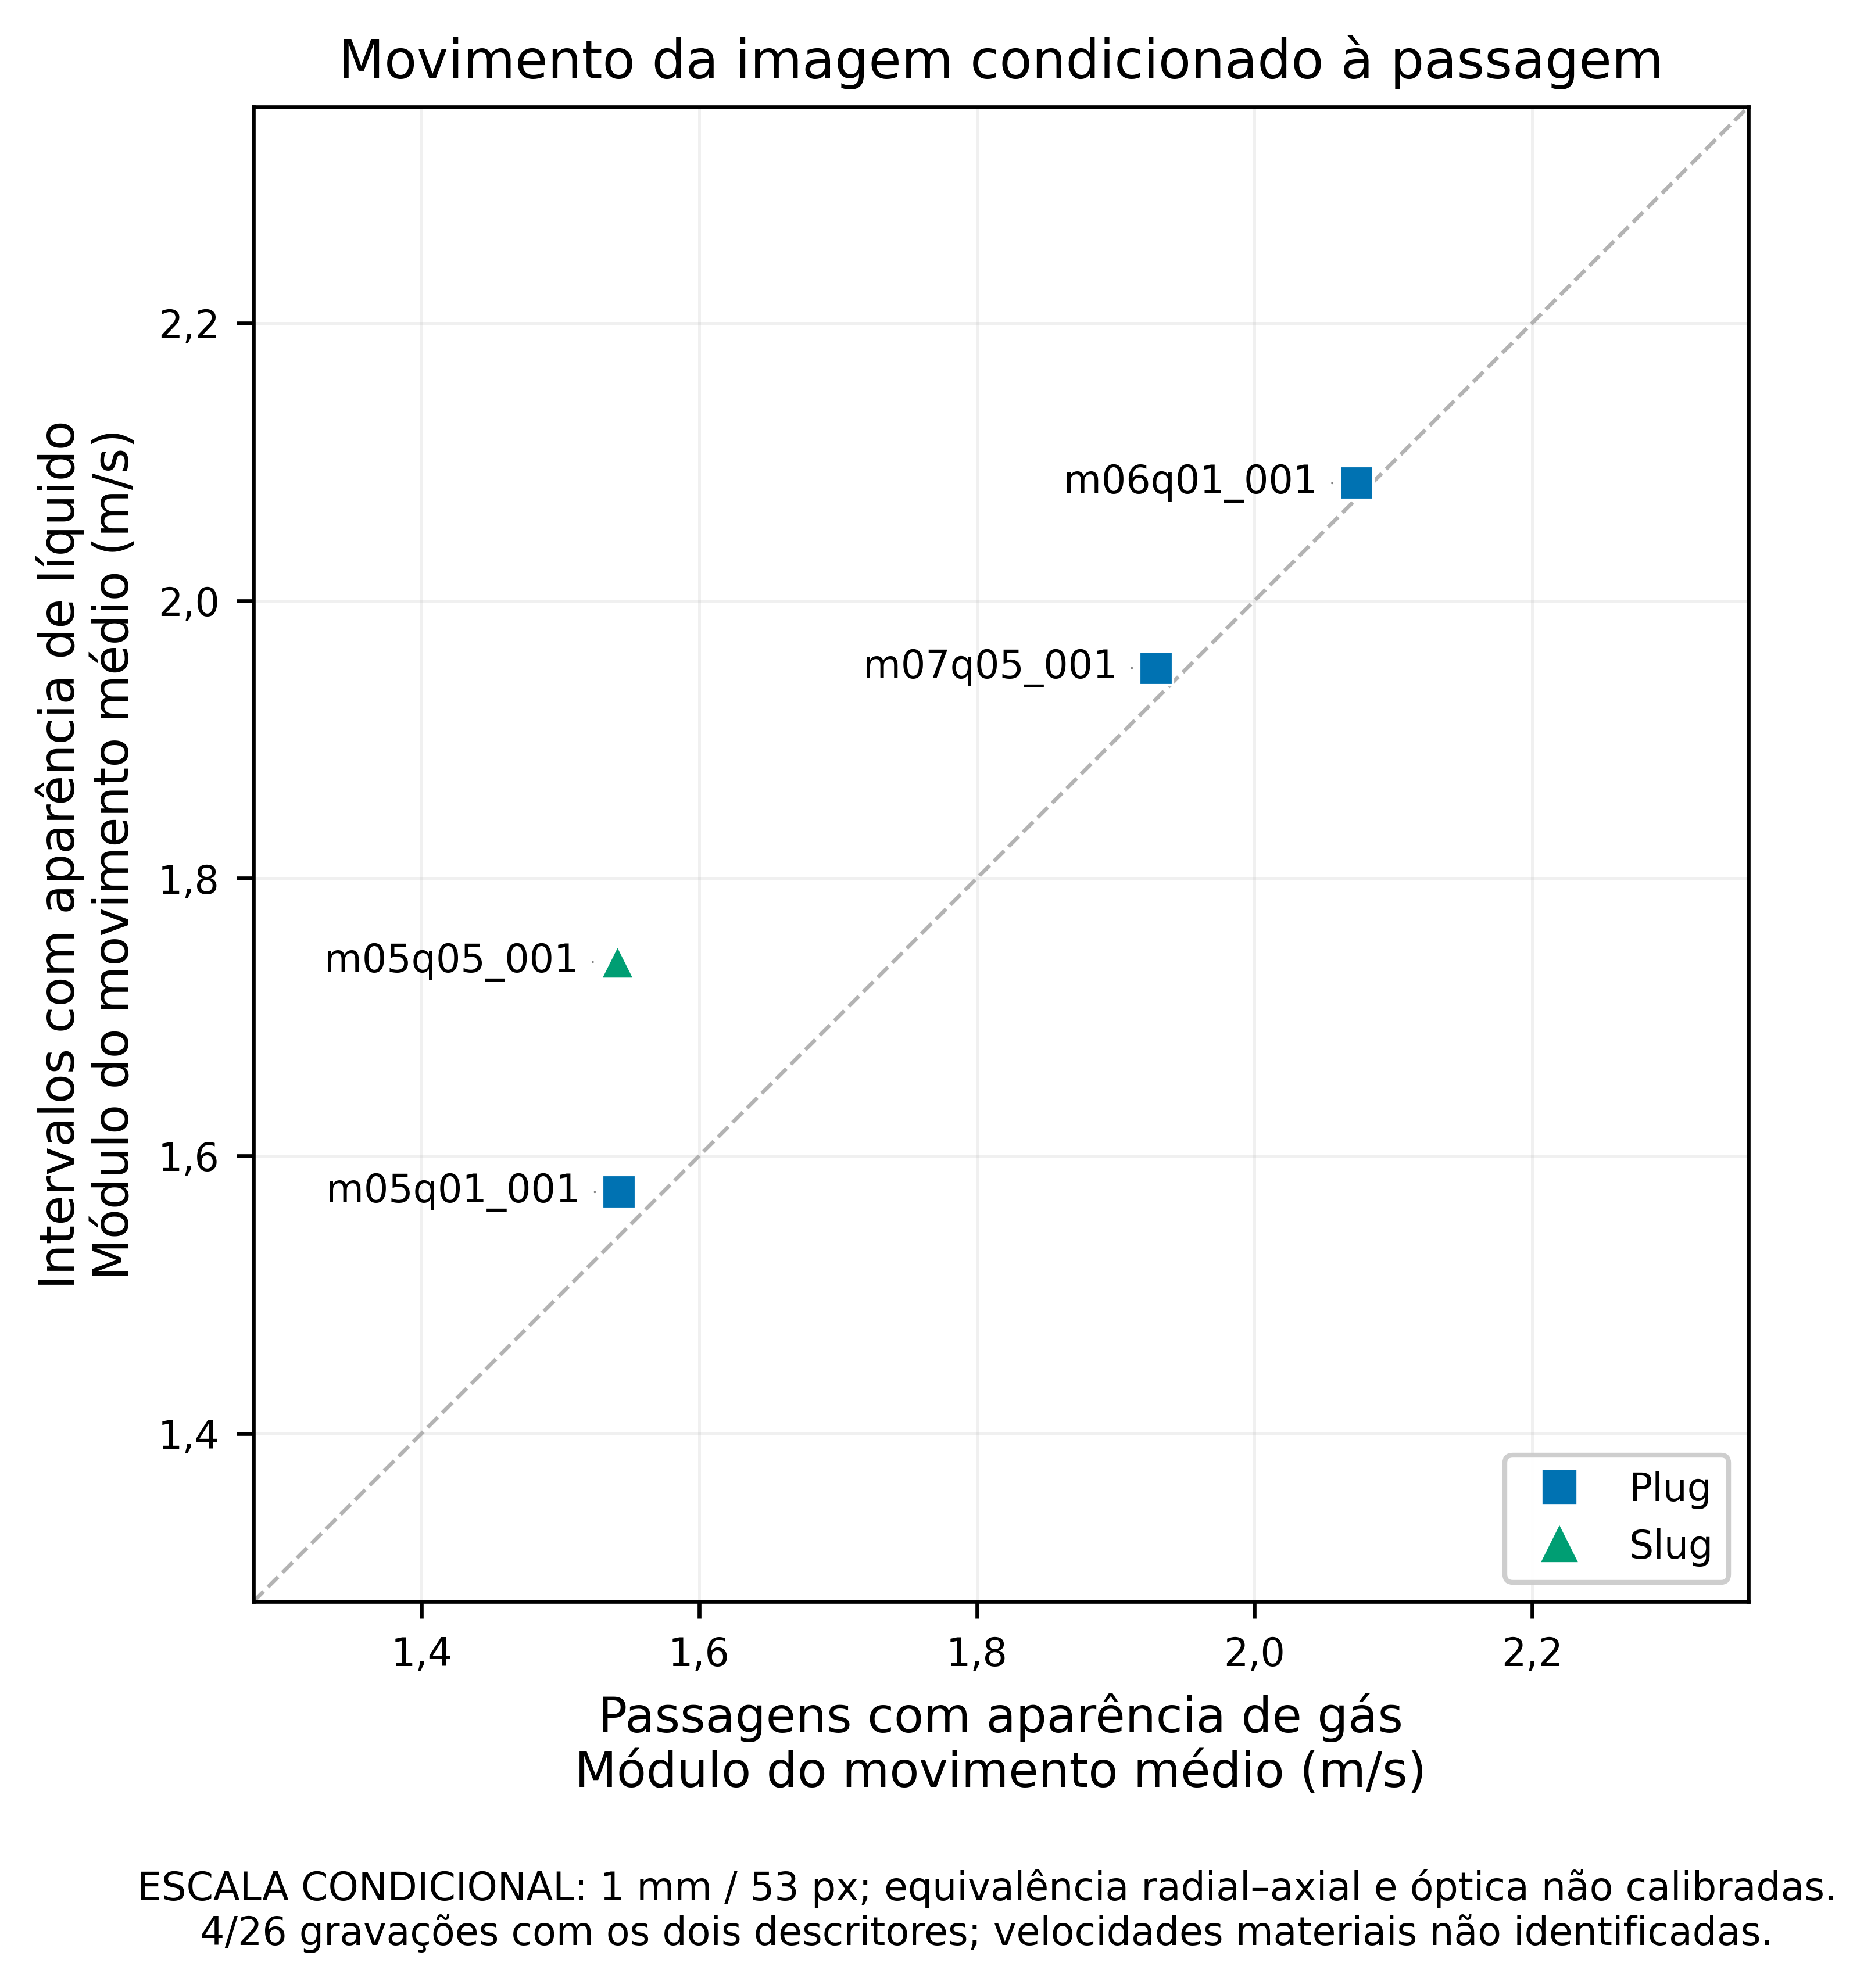 Movimento da imagem condicionado à passagem
Intervalos com aparência de líquido
Módulo do movimento médio (m/s)
2,2
2,0
1,8
1,6
1,4
m06q01_001
m07q05_001
m05q05_001
m05q01_001
Plug
Slug
1,4
1,6
1,8
2,0
2,2
Passagens com aparência de gás
Módulo do movimento médio (m/s)
ESCALA CONDICIONAL: 1 mm / 53 px; equivalência radial–axial e óptica não calibradas.
4/26 gravações com os dois descritores; velocidades materiais não identificadas.